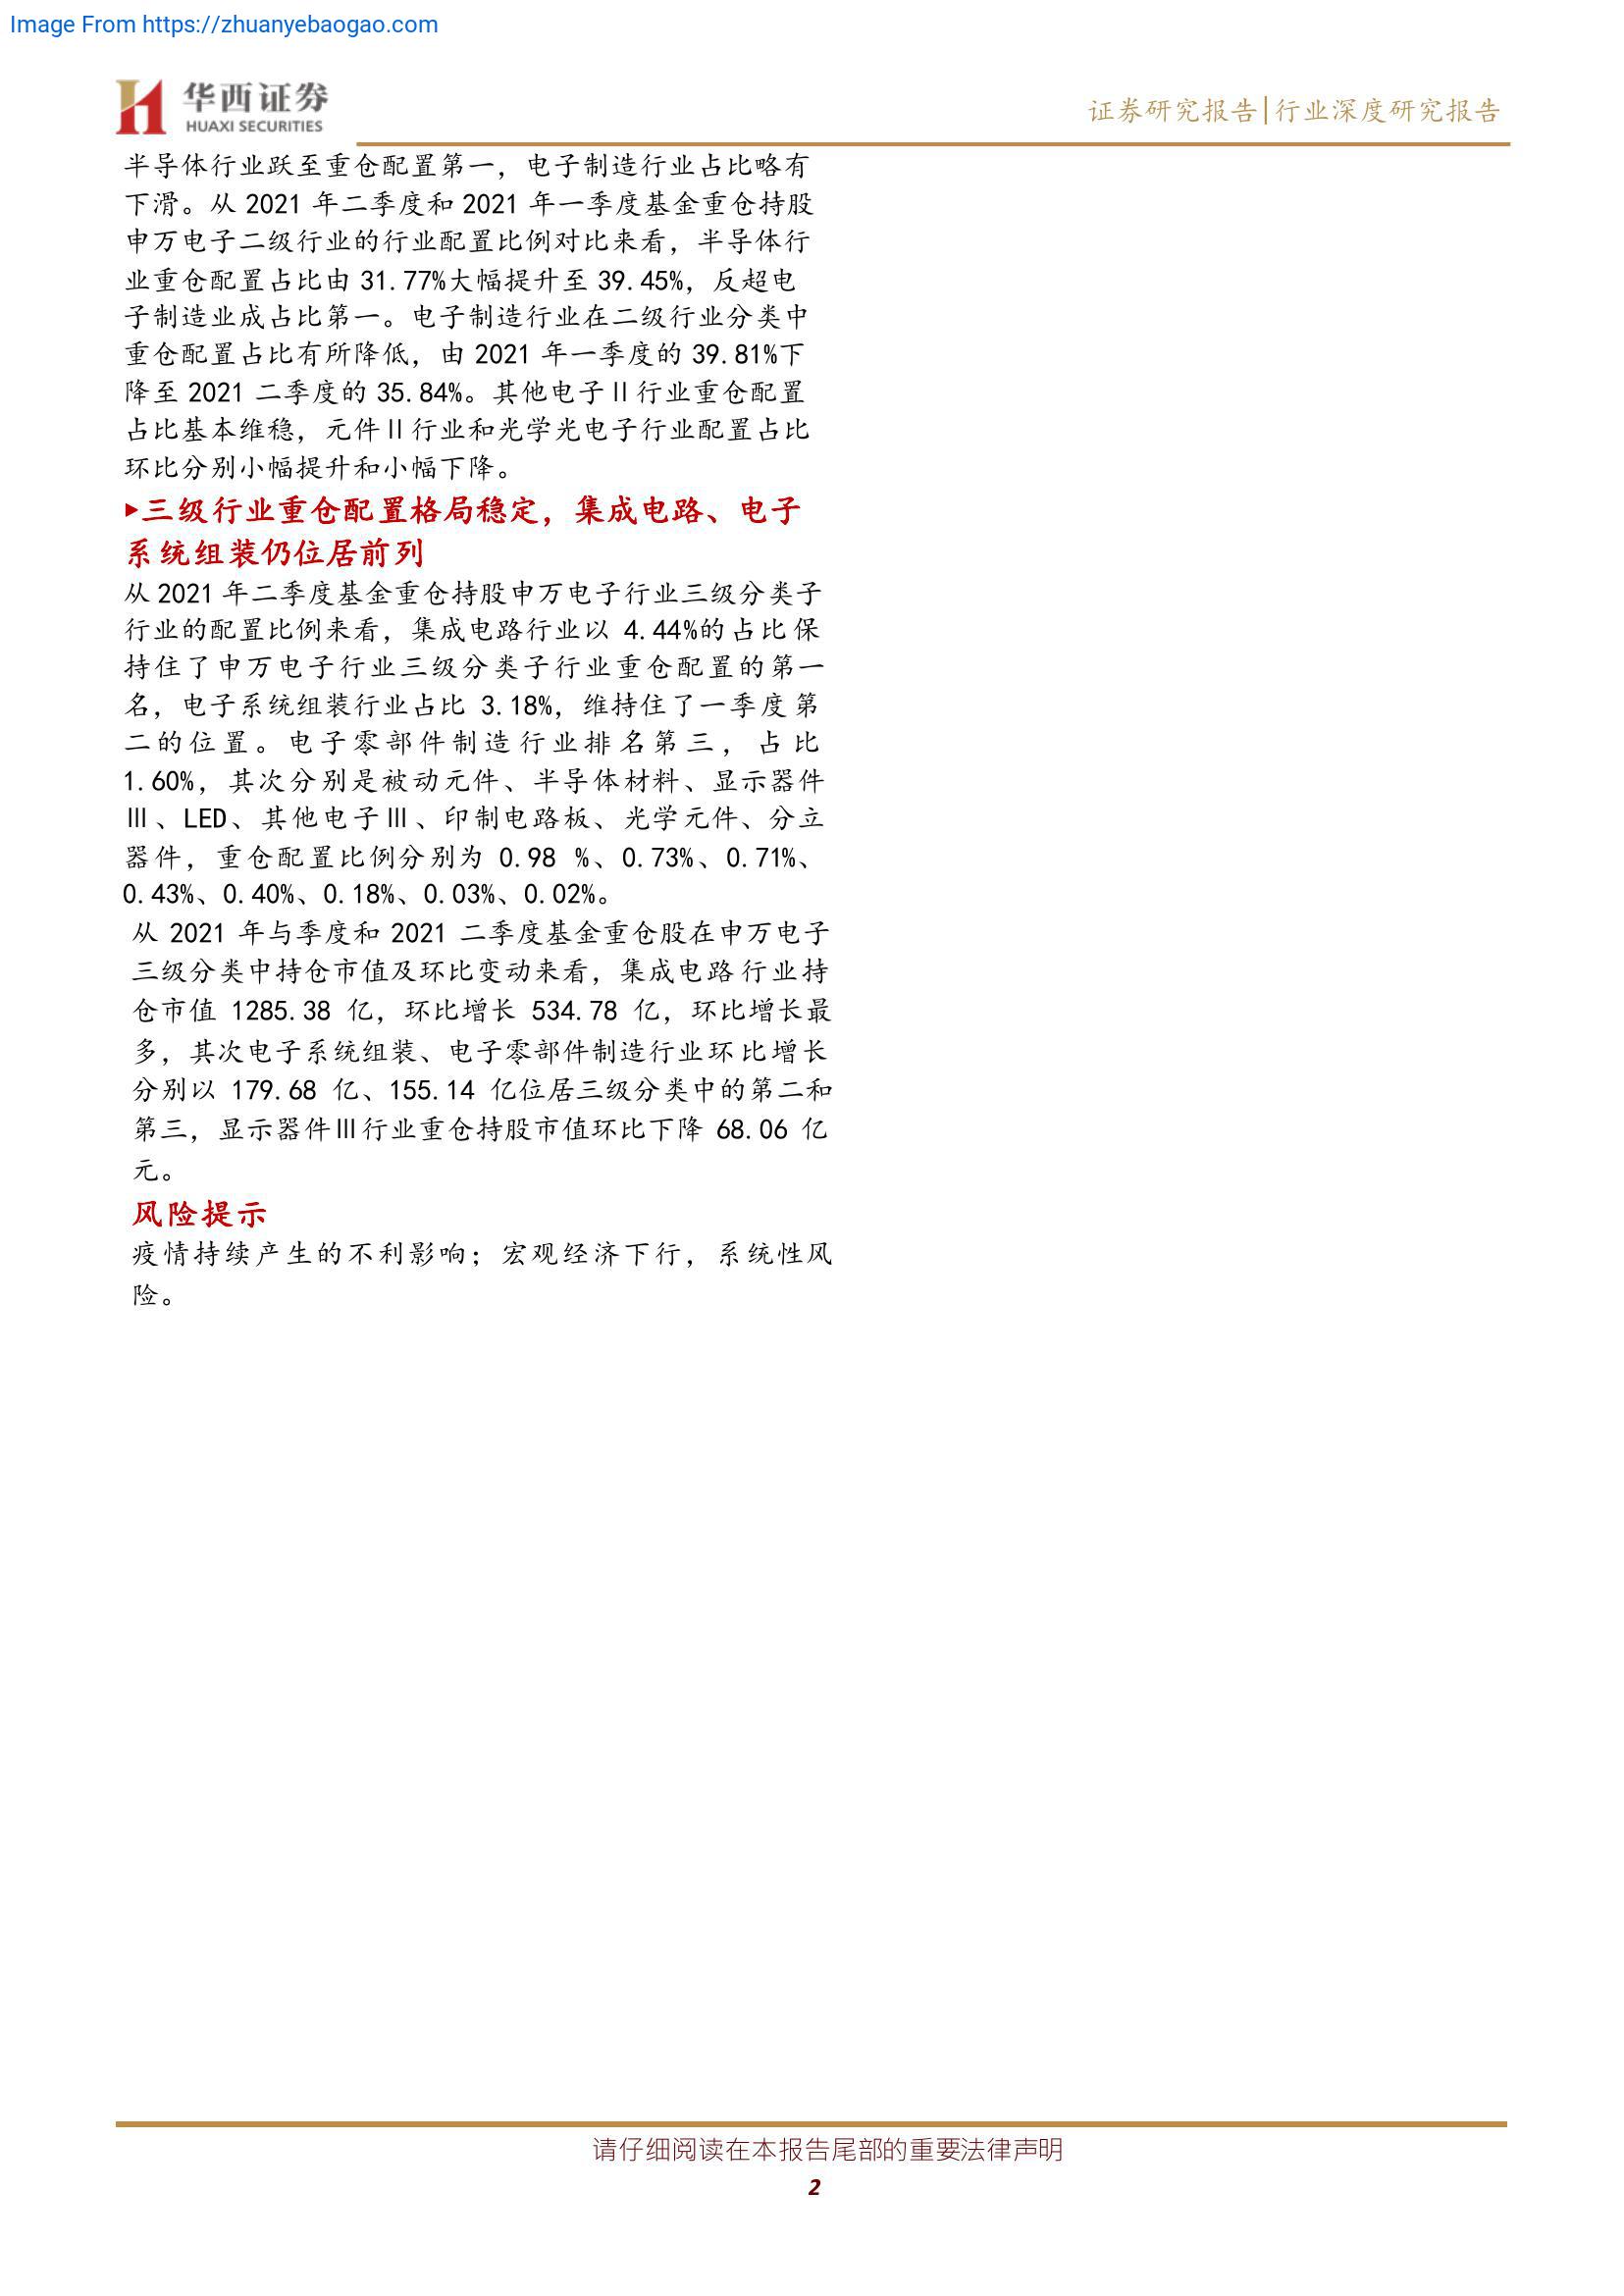 Image From https://zhuanyebaogao.com
华西证券
HUAXI SECURITIES
证券研究报告|行业深度研究报告
半导体行业跃至重仓配置第一，电子制造行业占比略有
下滑。从 2021 年二季度和 2021 年一季度基金重仓持股
申万电子二级行业的行业配置比例对比来看，半导体行
业重仓配置占比由 31.77%大幅提升至 39.45%，反超电
子制造业成占比第一。电子制造行业在二级行业分类中
重仓配置占比有所降低，由 2021 年一季度的 39.81%下
降至 2021 二季度的 35.84%。其他电子Ⅱ行业重仓配置
占比基本维稳，元件Ⅱ行业和光学光电子行业配置占比
环比分别小幅提升和小幅下降。
▸三级行业重仓配置格局稳定，集成电路、电子
系统组装仍位居前列
从 2021 年二季度基金重仓持股申万电子行业三级分类子
行业的配置比例来看，集成电路行业以 4.44%的占比保
持住了申万电子行业三级分类子行业重仓配置的第一
名，电子系统组装行业占比 3.18%，维持住了一季度第
二的位置。电子零部件制造行业排名第三，占比
1.60%，其次分别是被动元件、半导体材料、显示器件
Ⅲ、LED、其他电子Ⅲ、印制电路板、光学元件、分立
器件，重仓配置比例分别为 0.98 %、0.73%、0.71%、
0.43%、0.40%、0.18%、0.03%、0.02%。
从 2021 年与季度和 2021 二季度基金重仓股在申万电子
三级分类中持仓市值及环比变动来看，集成电路行业持
仓市值 1285.38 亿，环比增长 534.78 亿，环比增长最
多，其次电子系统组装、电子零部件制造行业环比增长
分别以 179.68 亿、155.14 亿位居三级分类中的第二和
第三，显示器件Ⅲ行业重仓持股市值环比下降 68.06 亿
元。
风险提示
疫情持续产生的不利影响；宏观经济下行，系统性风
险。
请仔细阅读在本报告尾部的重要法律声明
2